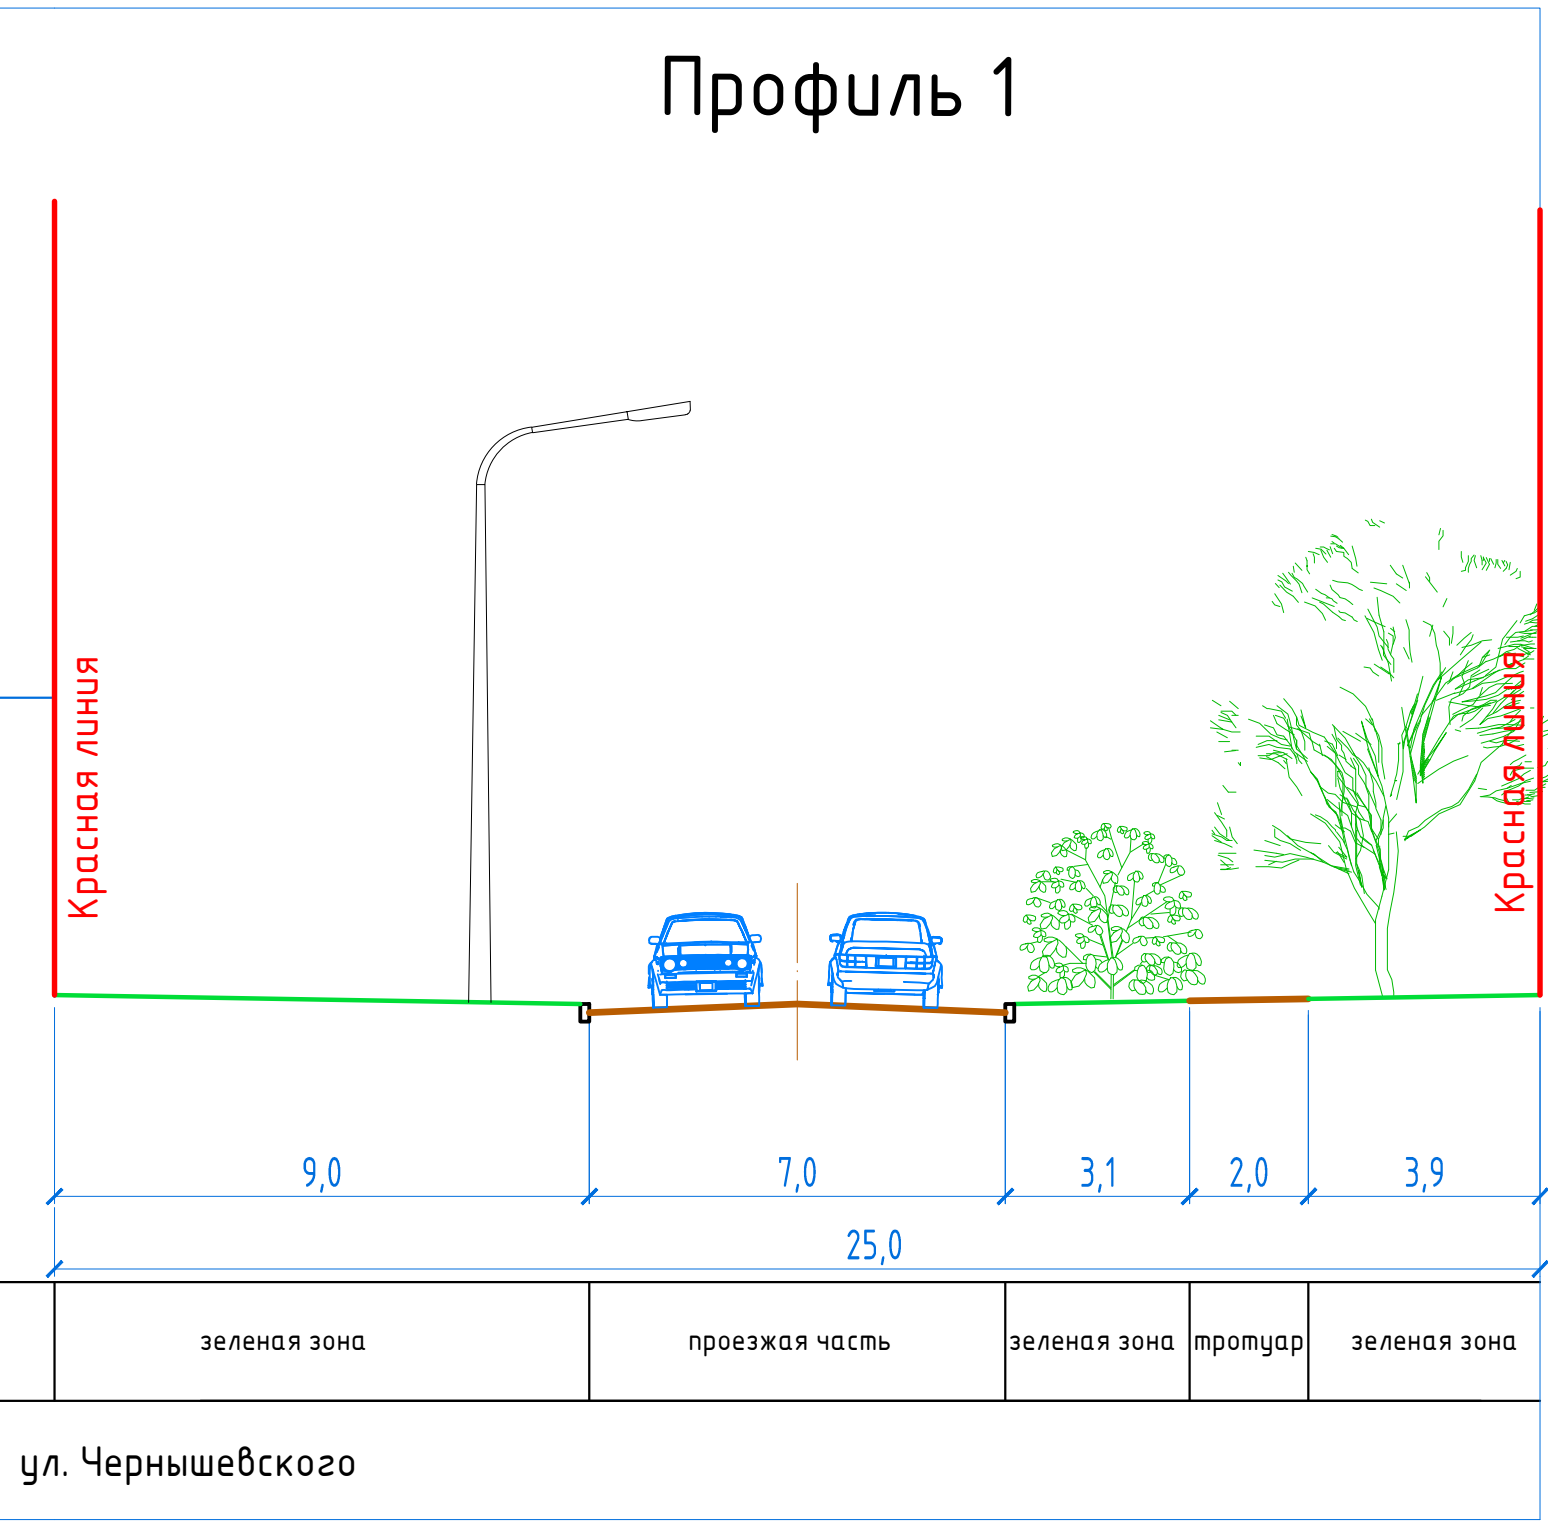 Профиль 1
Красная линия
Красная линия
9,0
7,0
3,1
2,0
3,9
25,0
зеленая зона
проезжая часть
зеленая зона
тротуар
зеленая зона
ул. Чернышевского